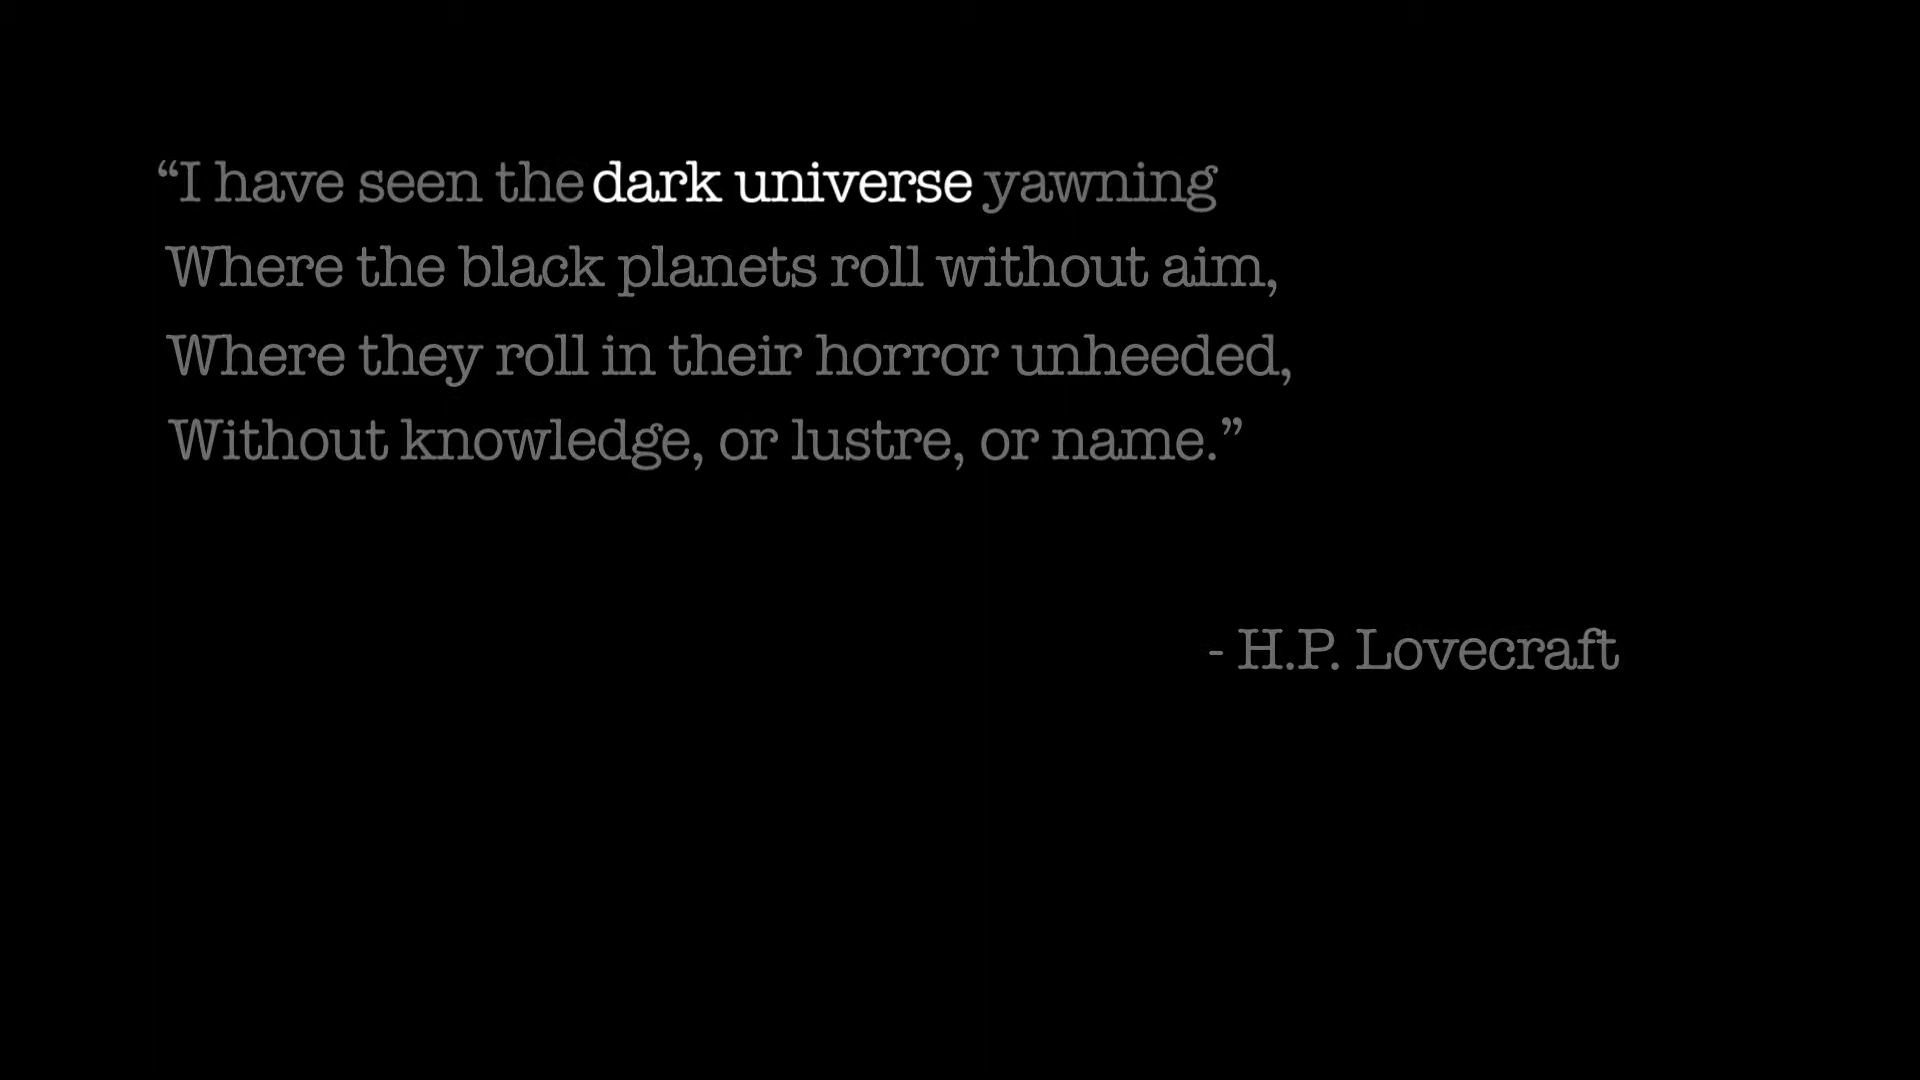 “I have seen the dark universe yawning
Where the black planets roll without aim,
Where they roll in their horror unheeded,
Without knowledge, or lustre, or name.”
- H.P. Lovecraft